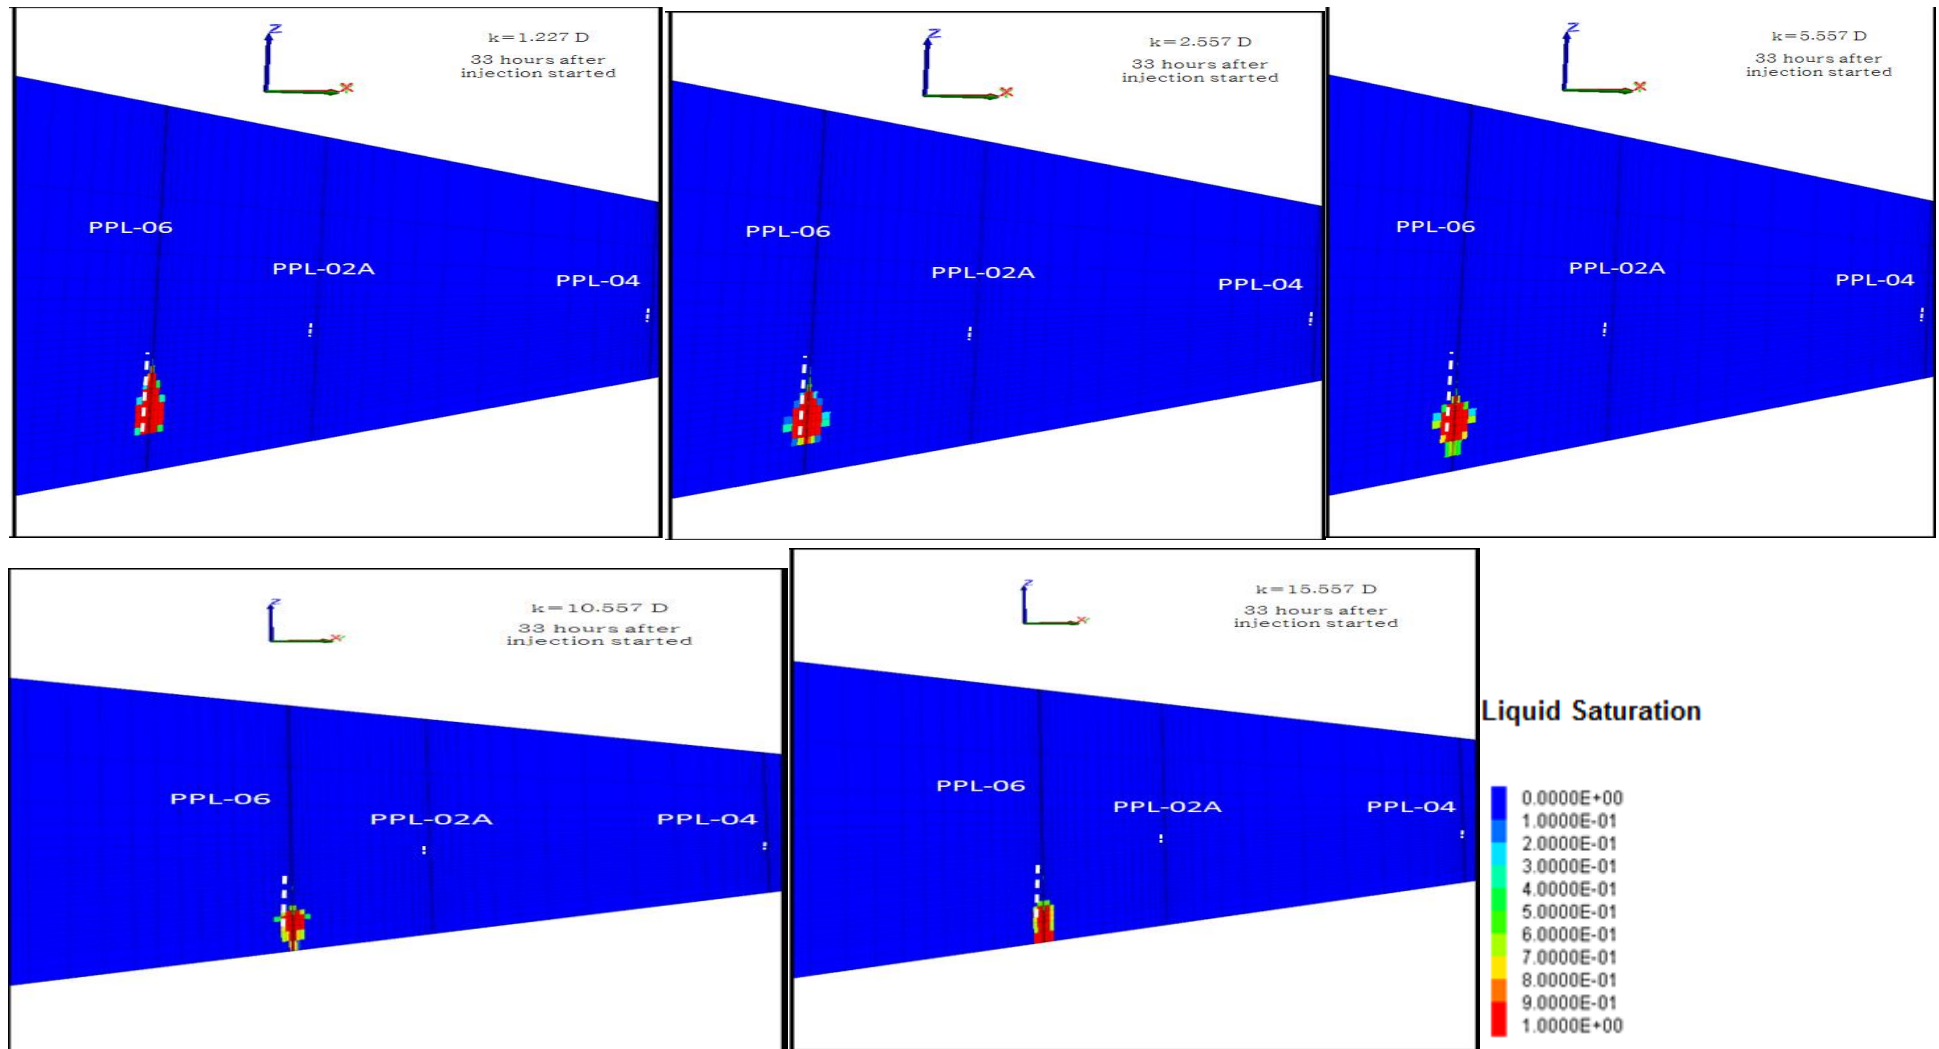 Z
X
k=1.227 D
33 hours after
injection started
PPL-06
PPL-02A
PPL-04
Z
X
k=2.557 D
33 hours after
injection started
PPL-06
PPL-02A
PPL-04
Z
X
k=5.557 D
33 hours after
injection started
PPL-06
PPL-02A
PPL-04
Z
X
k=10.557 D
33 hours after
injection started
PPL-06
PPL-02A
PPL-04
Z
X
k=15.557 D
33 hours after
injection started
PPL-06
PPL-02A
PPL-04
Liquid Saturation
0.0000E+00
1.0000E-01
2.0000E-01
3.0000E-01
4.0000E-01
5.0000E-01
6.0000E-01
7.0000E-01
8.0000E-01
9.0000E-01
1.0000E+00